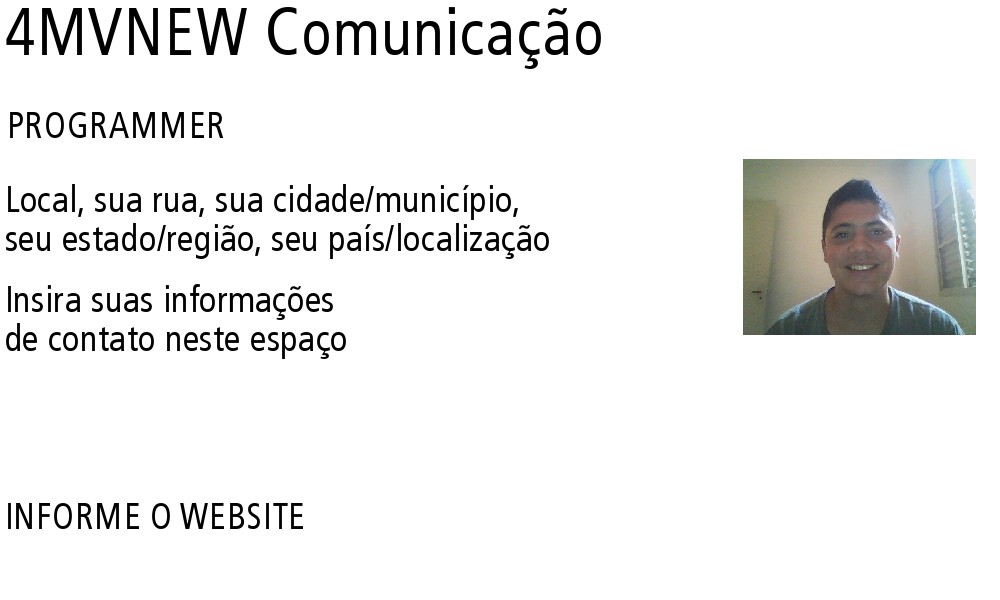 4MVNEW Comunicação
PROGRAMMER
Local, sua rua, sua cidade/município,
seu estado/região, seu país/localização
Insira suas informações
de contato neste espaço
INFORME O WEBSITE